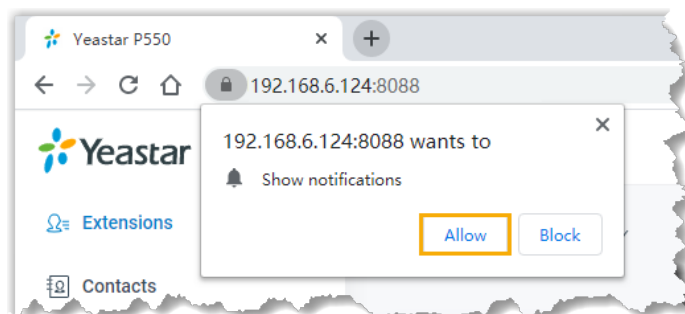 Yeastar P550
192.168.6.124:8088
Yeastar
192.168.6.124:8088 wants to
Show notifications
Allow Block
Extensions
Contacts